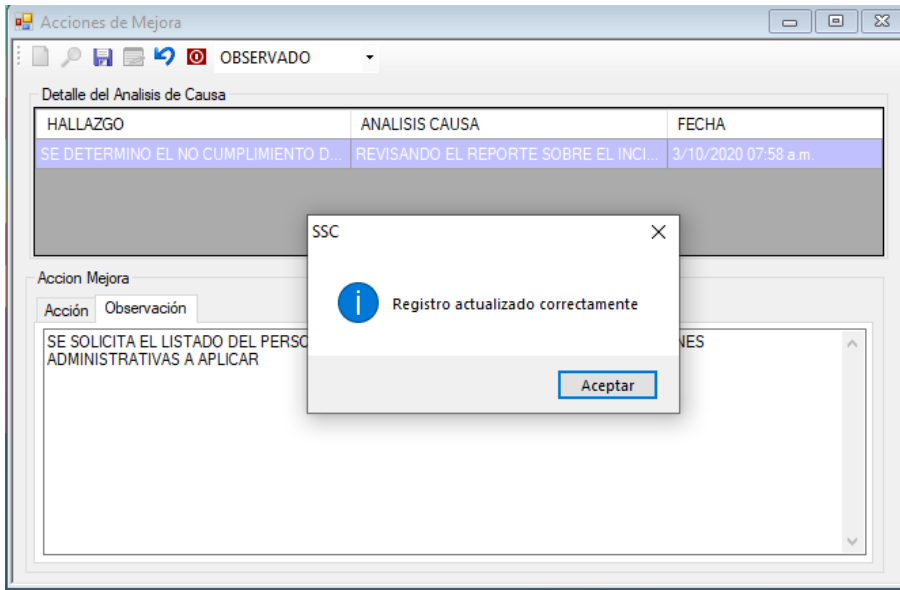 Acciones de Mejora
OBSERVADO
Detalle del Analisis de Causa
HALLAZGO ANALISIS CAUSA FECHA
SE DETERMINO EL NO CUMPLIMIENTO D... REVISANDO EL REPORTE SOBRE EL INCI... 3/10/2020 07:58 a.m.
SSC
Registro actualizado correctamente
Aceptar
Accion Mejora
Acción Observación
SE SOLICITA EL LISTADO DEL PERSO NES
ADMINISTRATIVAS A APLICAR